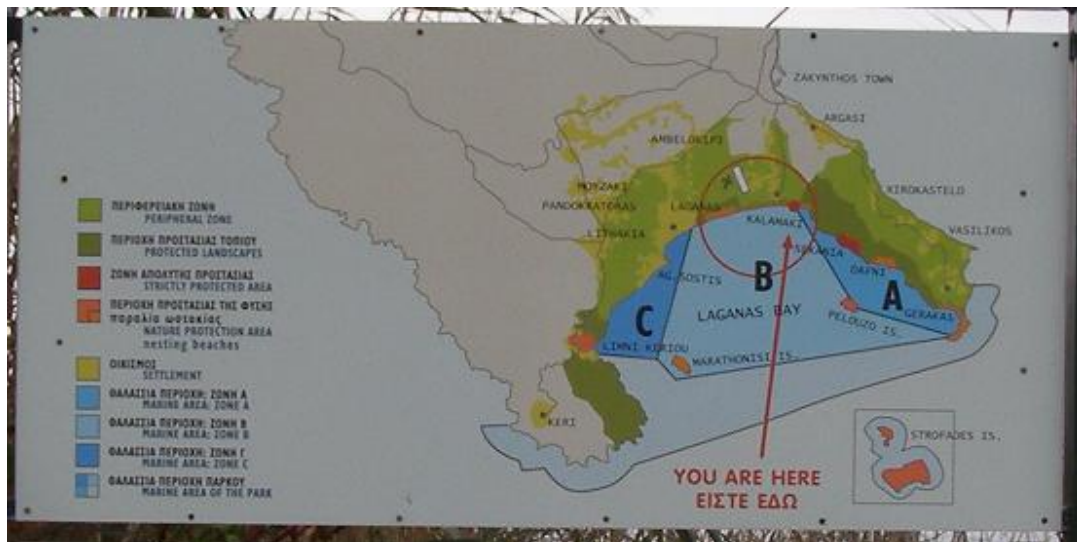 ΠΕΡΙΦΕΡΕΙΑΚΗ ΖΩΝΗ
PERIPHERAL ZONE
ΠΕΡΙΟΧΗ ΠΡΟΣΤΑΣΙΑΣ ΤΟΠΙΟΥ
PROTECTED LANDSCAPES
ΖΩΝΗ ΑΠΟΛΥΤΗΣ ΠΡΟΣΤΑΣΙΑΣ
STRICTLY PROTECTED AREA
ΠΕΡΙΟΧΗ ΠΡΟΣΤΑΣΙΑΣ ΤΗΣ ΦΥΣΗΣ
παραλία ωοτοκίας
NATURE PROTECTION AREA
nesting beaches
ΟΙΚΙΣΜΟΣ
SETTLEMENT
ΘΑΛΑΣΣΙΑ ΠΕΡΙΟΧΗ: ΖΩΝΗ Α
MARINE AREA: ZONE A
ΘΑΛΑΣΣΙΑ ΠΕΡΙΟΧΗ: ΖΩΝΗ Β
MARINE AREA: ZONE B
ΘΑΛΑΣΣΙΑ ΠΕΡΙΟΧΗ: ΖΩΝΗ Γ
MARINE AREA: ZONE C
ΘΑΛΑΣΣΙΑ ΠΕΡΙΟΧΗ ΠΑΡΚΟΥ
MARINE AREA OF THE PARK
ZAKYNTHOS TOWN
ARGASI
AMBELOKIPI
MOYZAKI
PANDOKRATORAS
LAGANAS
KIROKASTELO
KALAMAKI
LITHAKIA
VASILIKOS
SEKANIA
DAFNI
AG.SOSTIS
B
A
C
LAGANAS BAY
GERAKAS
PELOUZO IS.
LIMNI KERIOU
MARATHONISI IS.
KERI
STROFADES IS.
YOU ARE HERE
ΕΙΣΤΕ ΕΔΩ